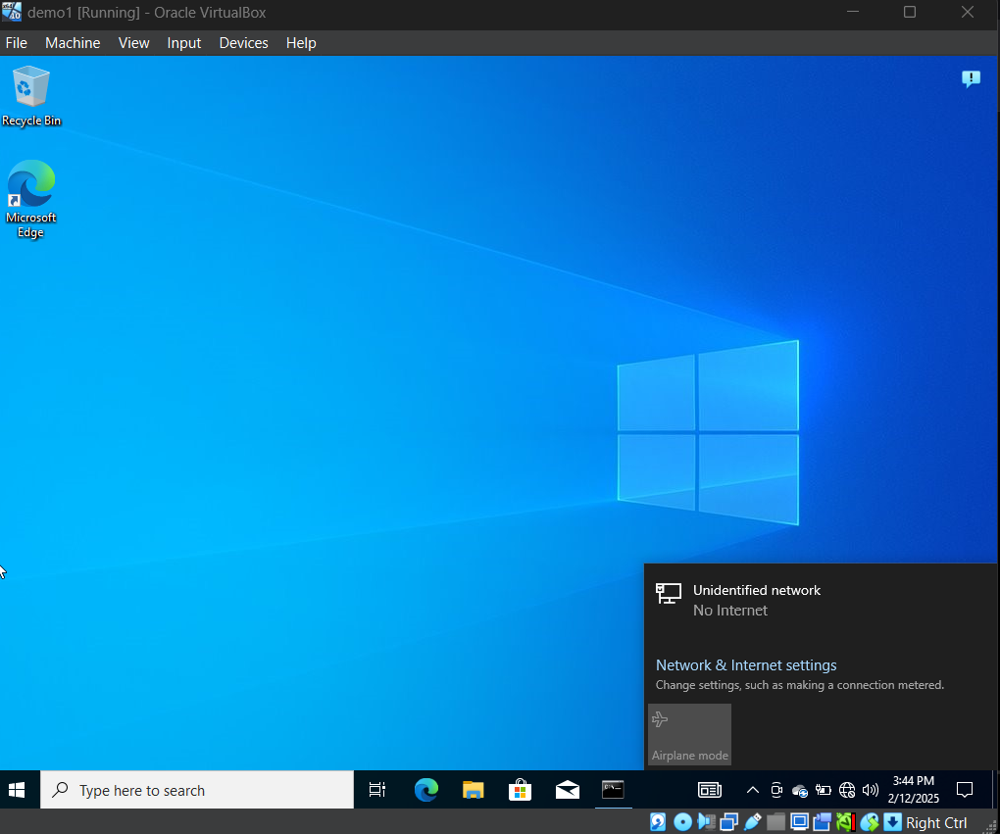 demo1 [Running] - Oracle VirtualBox
File Machine View Input Devices Help
Recycle Bin
Microsoft
Edge
Unidentified network
No Internet
Network & Internet settings
Change settings, such as making a connection metered.
Airplane mode
Type here to search
3:44 PM
2/12/2025
Right Ctrl